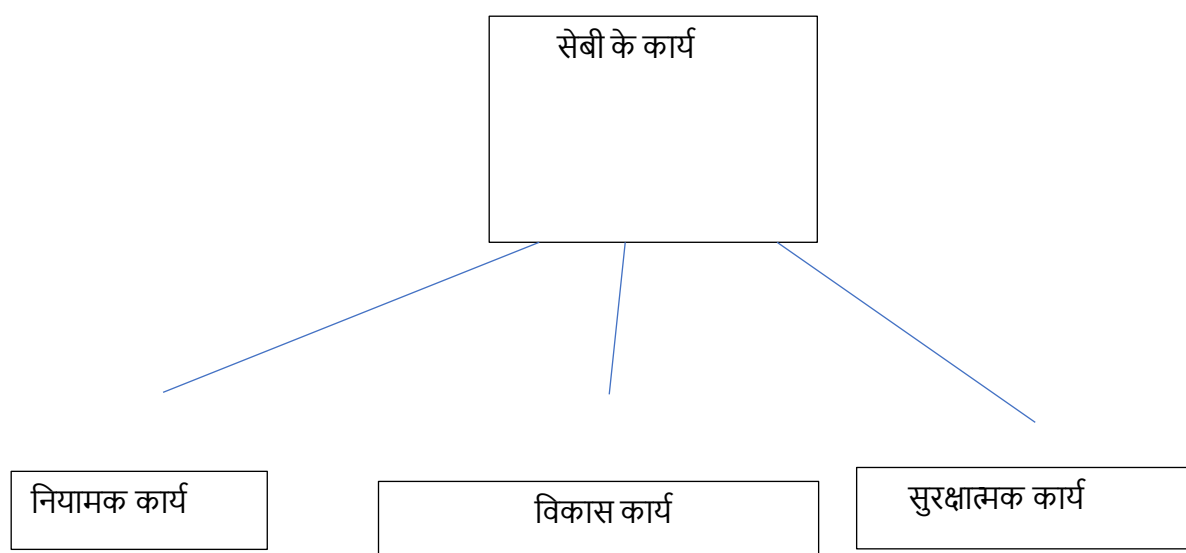 सेबी के कार्य
नियामक कार्य
विकास कार्य
सुरक्षात्मक कार्य